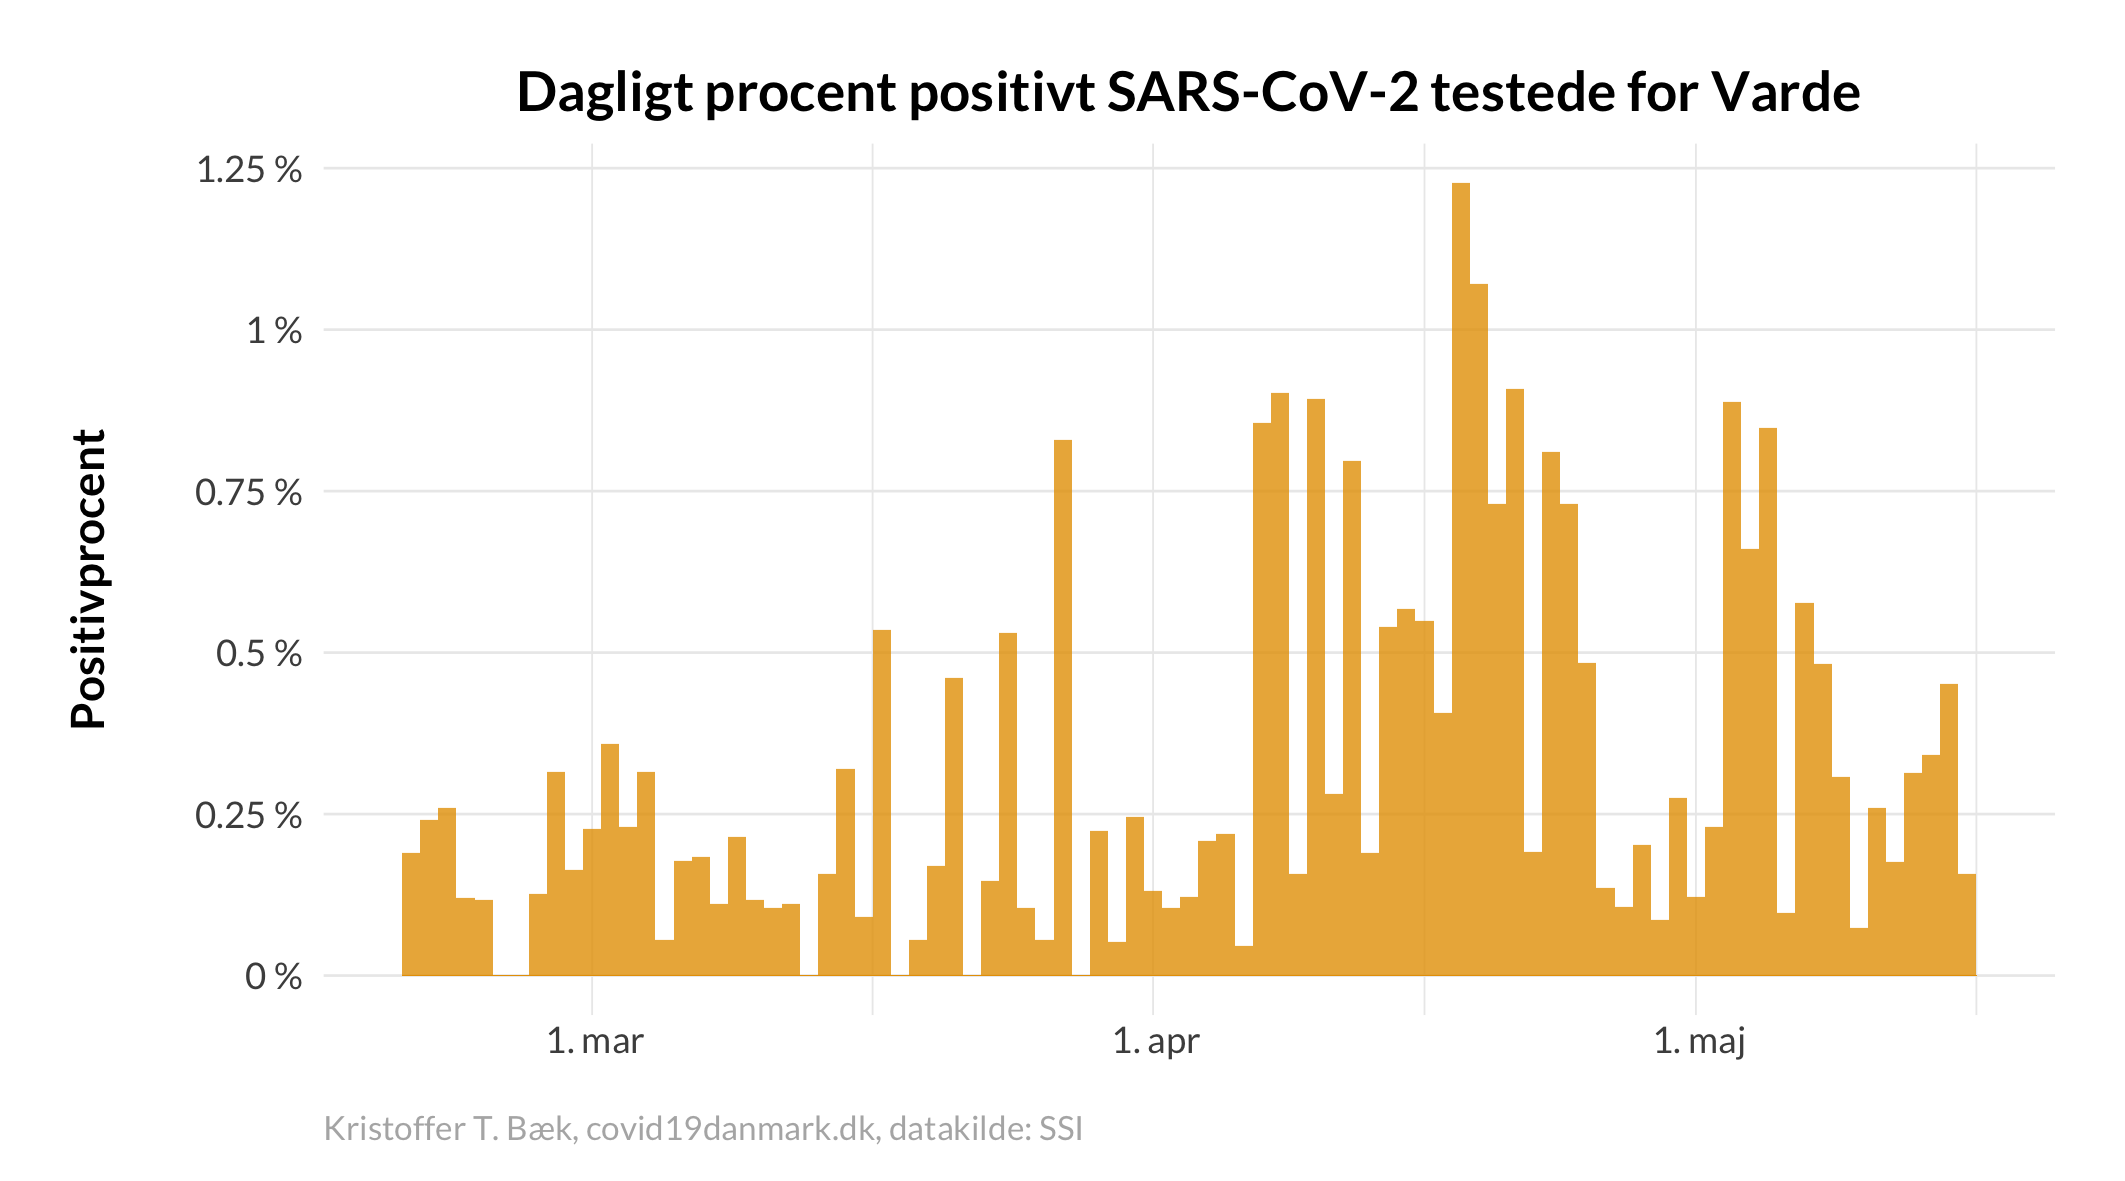 Dagligt procent positivt SARS-CoV-2 testede for Varde
Positivprocent
1.25 %
1 %
0.75 %
0.5 %
0.25 %
0 %
1. mar
1. apr
1. maj
Kristoffer T. Bæk, covid19danmark.dk, datakilde: SSI